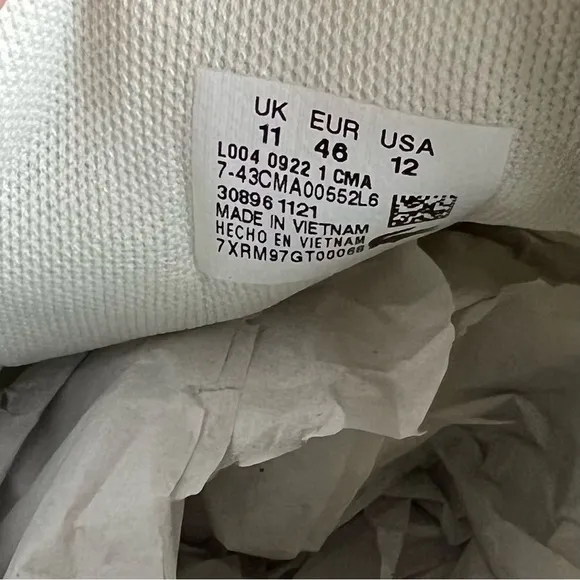 UK EUR USA
11 46 12
L004 0922 1 CMA
7-43CMA00552L6
30896 1121
MADE IN VIETNAM
HECHO EN VIETNAM
7XRM97GT00068